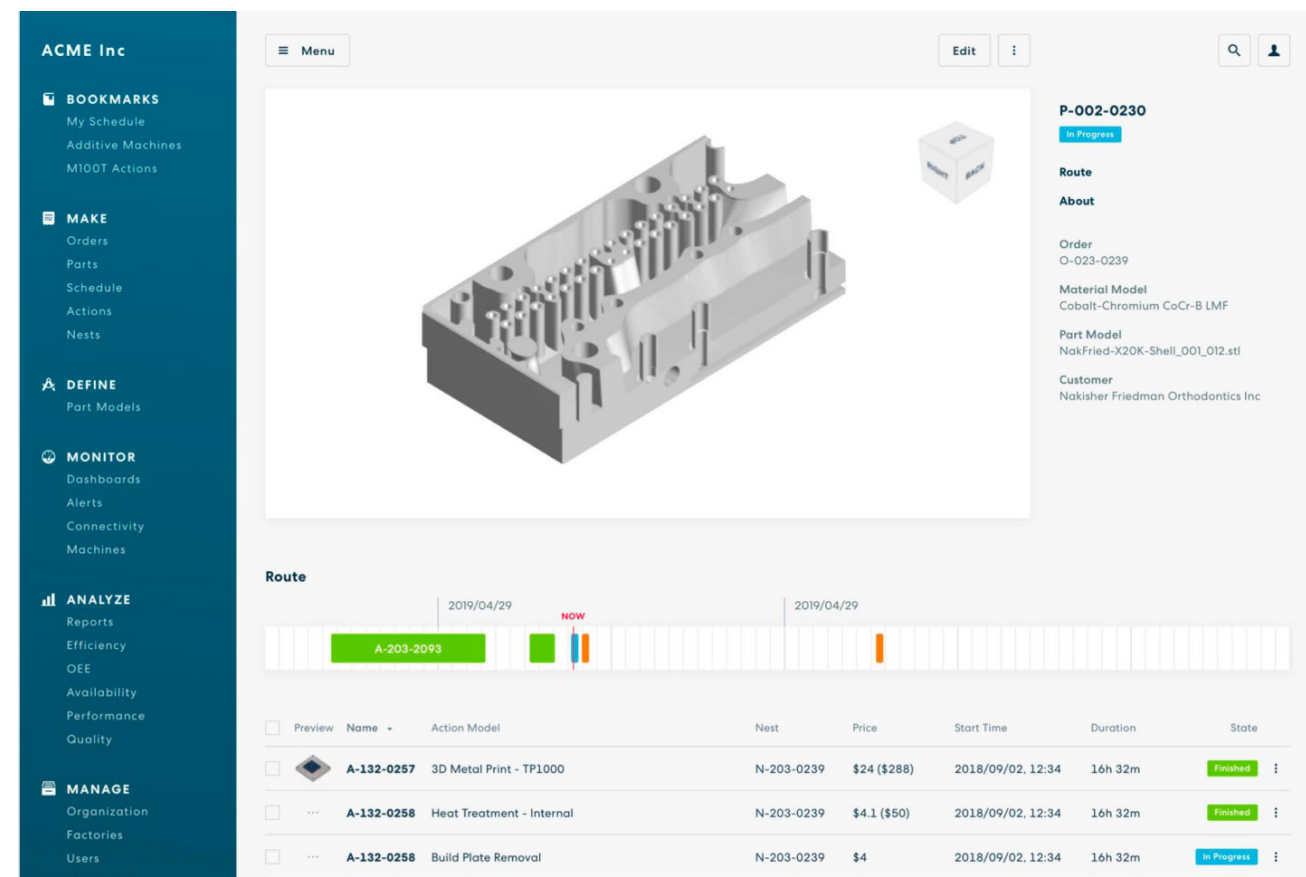 ACME Inc
BOOKMARKS
My Schedule
Additive Machines
M100T Actions
MAKE
Orders
Parts
Schedule
Actions
Nests
DEFINE
Part Models
MONITOR
Dashboards
Alerts
Connectivity
Machines
ANALYZE
Reports
Efficiency
OEE
Availability
Performance
Quality
MANAGE
Organization
Factories
Users
Menu
Edit
TOP
RIGHT
BACK
P-002-0230
In Progress
Route
About
Order
O-023-0239
Material Model
Cobalt-Chromium CoCr-B LMF
Part Model
NakFried-X20K-Shell_001_012.stl
Customer
Nakisher Friedman Orthodontics Inc
Route
2019/04/29
NOW
2019/04/29
A-203-2093
Preview Name Action Model Nest Price Start Time Duration State
A-132-0257 3D Metal Print - TP1000 N-203-0239 $24 ($288) 2018/09/02, 12:34 16h 32m Finished
A-132-0258 Heat Treatment - Internal N-203-0239 $4.1 ($50) 2018/09/02, 12:34 16h 32m Finished
A-132-0258 Build Plate Removal N-203-0239 $4 2018/09/02, 12:34 16h 32m In Progress